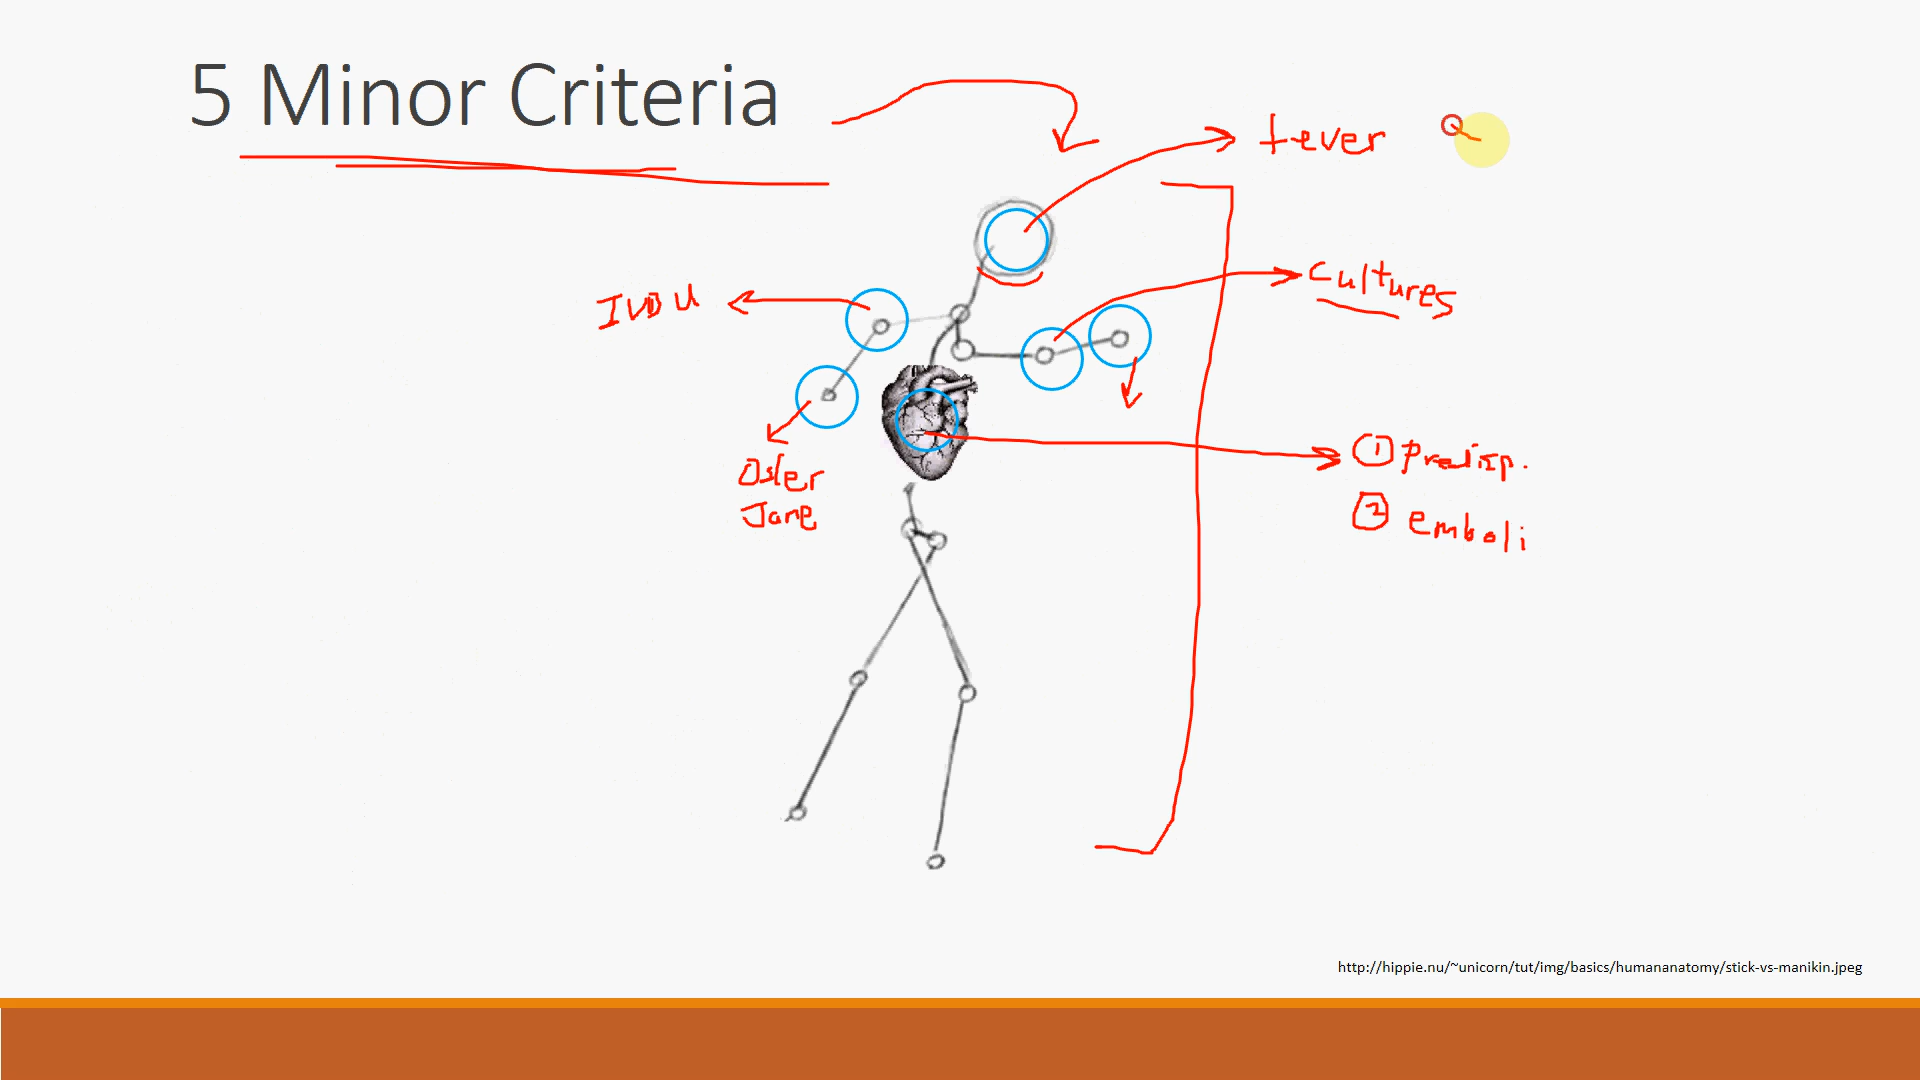 5 Minor Criteria
fever
cultures
IVDU
Osler
Jane
① predisp.
② emboli
http://hippie.nu/~unicorn/tut/img/basics/humananatomy/stick-vs-manikin.jpeg